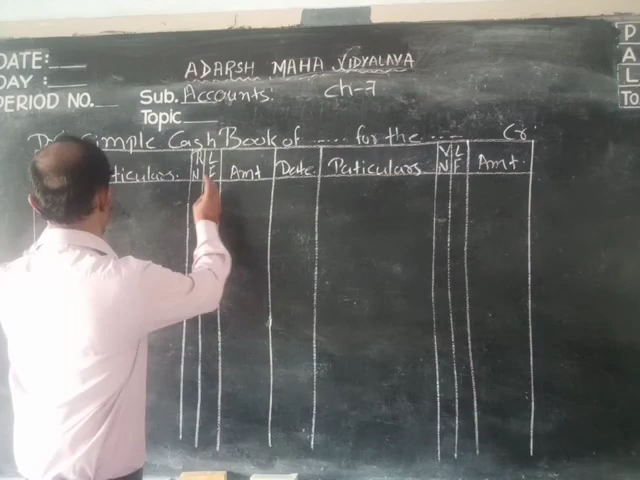 DATE:
ADARSH MAHA VIDYALAYA
DAY :
PERIOD NO.
Sub. Accounts. Ch-7
Topic
Simple Cash Book of ...... for the ...... Cr.
ticulars. V N L F Amt Date Paticulars V N L F Amt.
P
A
L
To